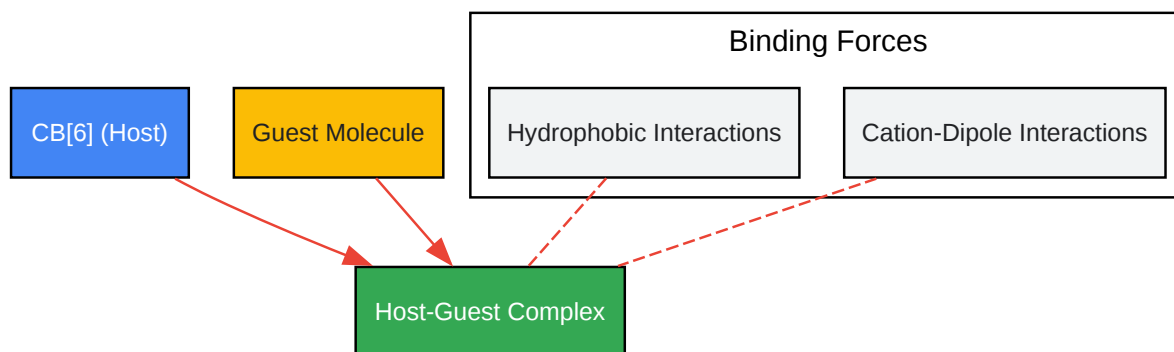 Binding Forces
CB[6] (Host)
Guest Molecule
Hydrophobic Interactions
Cation-Dipole Interactions
Host-Guest Complex